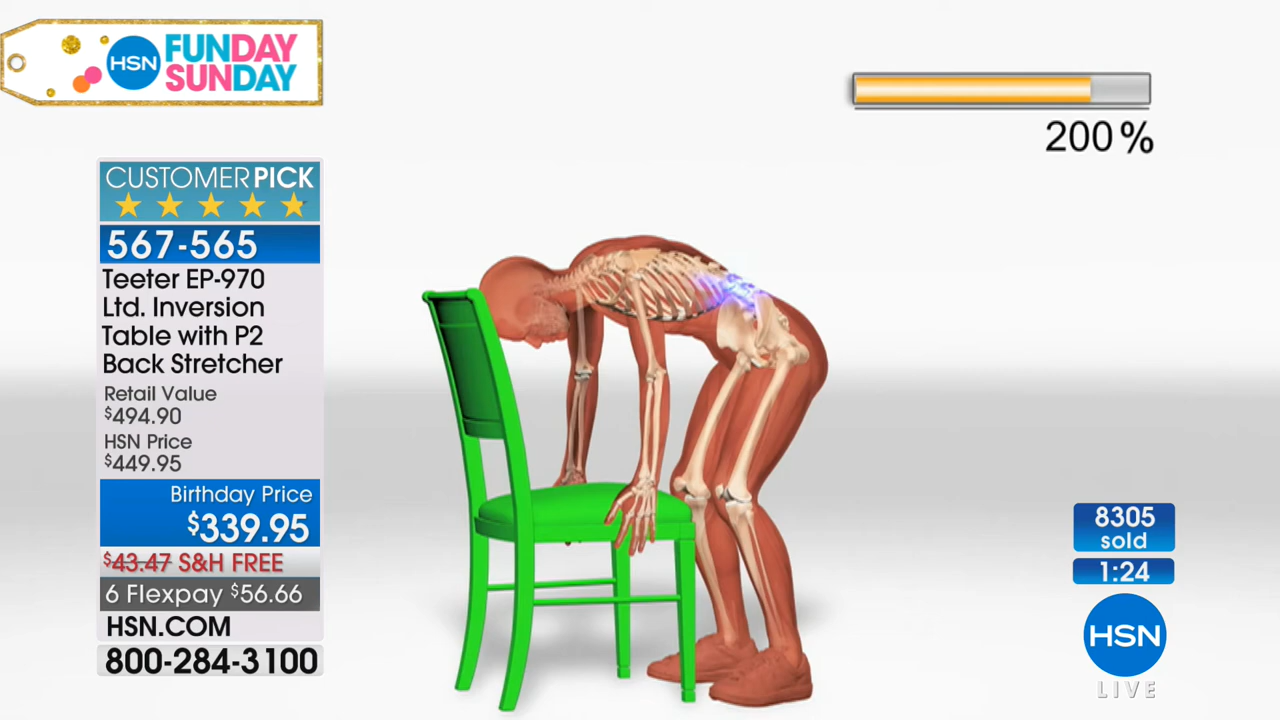 HSN
FUNDAY
SUNDAY
200%
CUSTOMERPICK
567-565
Teeter EP-970
Ltd. Inversion
Table with P2
Back Stretcher
Retail Value
$494.90
HSN Price
$449.95
Birthday Price
$339.95
$43.47 S&H FREE
6 Flexpay $56.66
HSN.COM
800-284-3100
8305
sold
1:24
HSN
LIVE